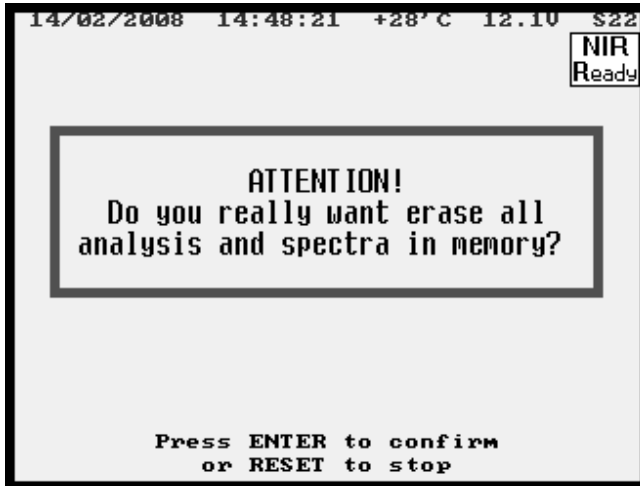 14/02/2008 14:48:21 +28'C 12.1V S22
NIR
Ready
ATTENTION!
Do you really want erase all
analysis and spectra in memory?
Press ENTER to confirm
or RESET to stop